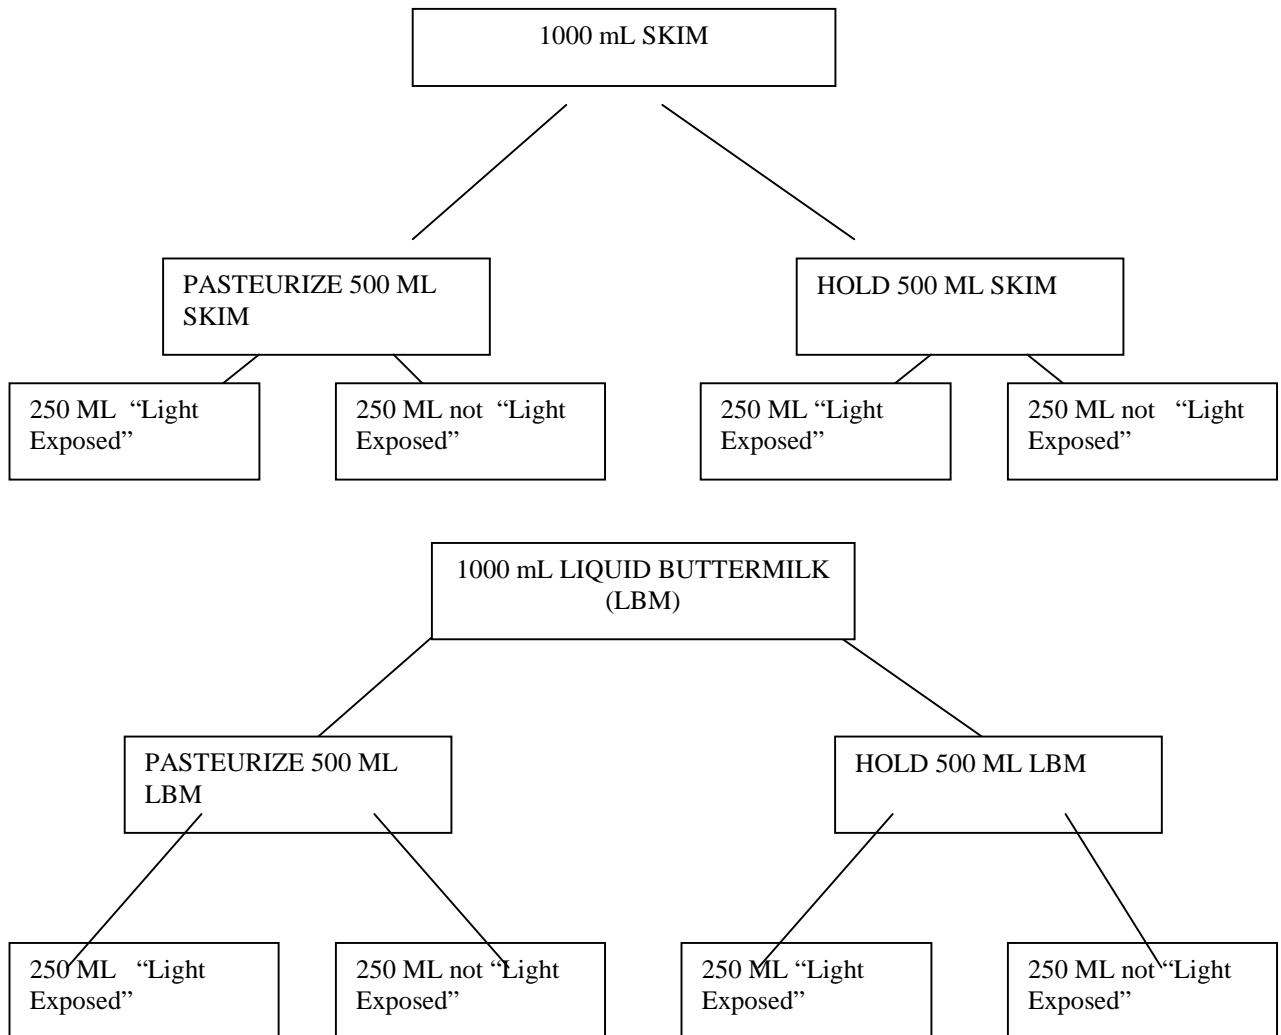 1000 mL SKIM
PASTEURIZE 500 ML
SKIM
HOLD 500 ML SKIM
250 ML “Light
Exposed”
250 ML not “Light
Exposed”
250 ML “Light
Exposed”
250 ML not “Light
Exposed”
1000 mL LIQUID BUTTERMILK
(LBM)
PASTEURIZE 500 ML
LBM
HOLD 500 ML LBM
250 ML “Light
Exposed”
250 ML not “Light
Exposed”
250 ML “Light
Exposed”
250 ML not “Light
Exposed”